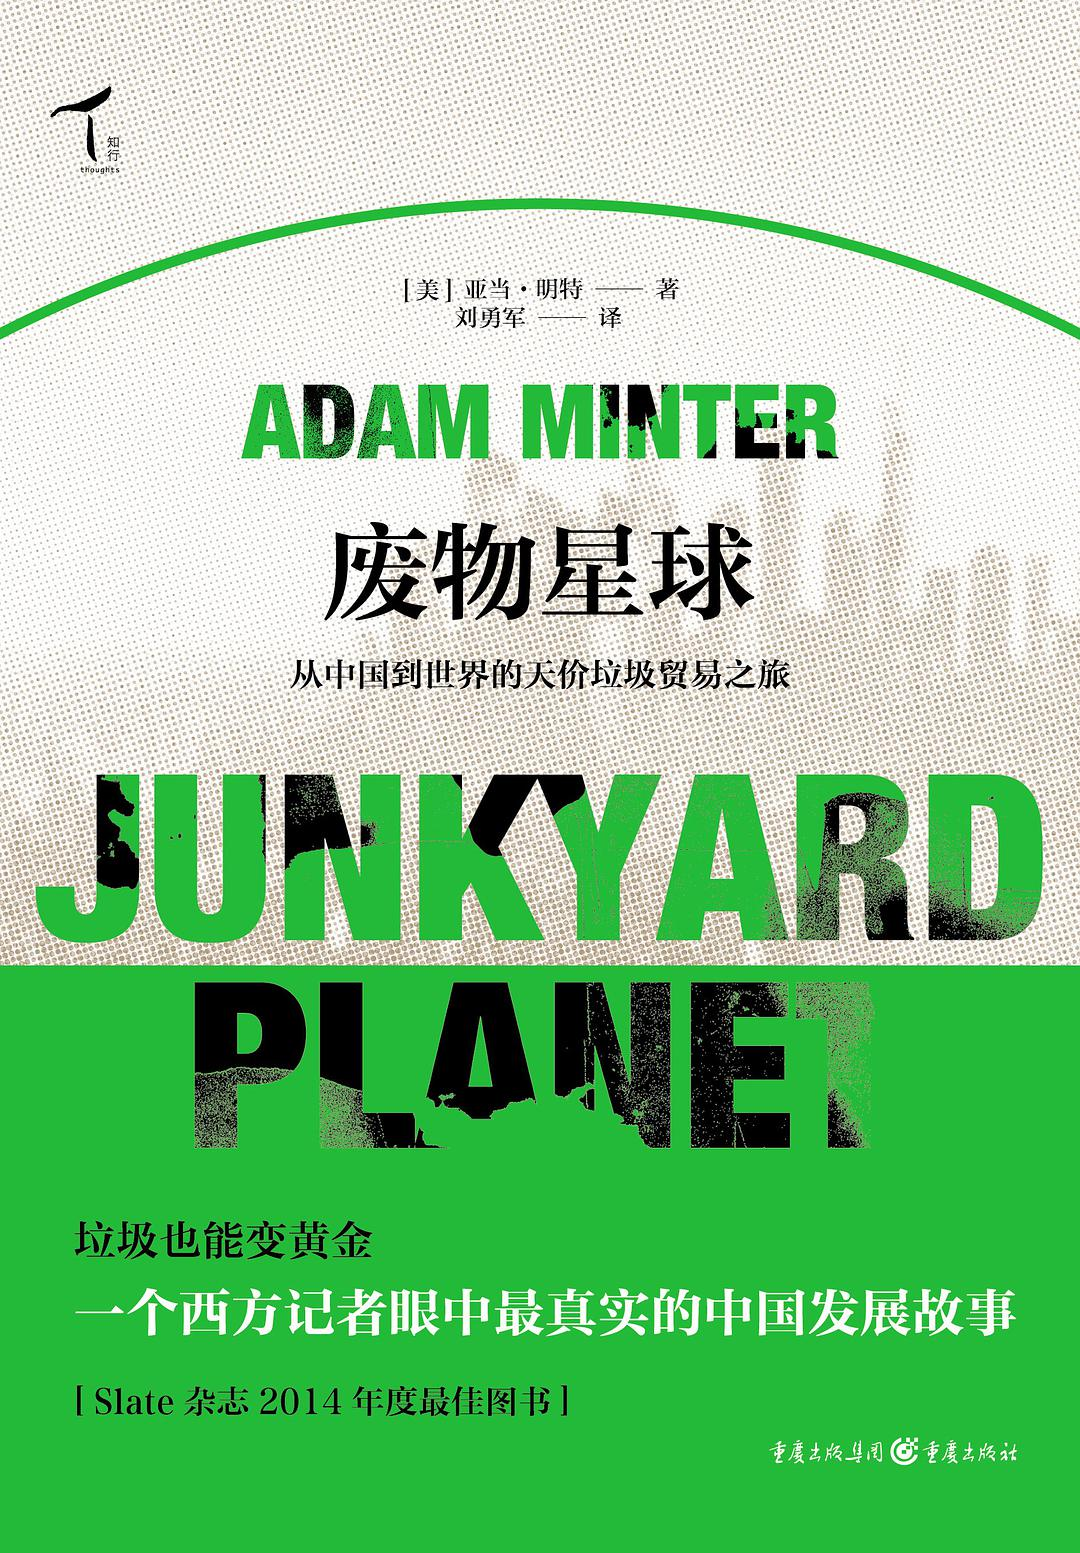 知行
thoughts
[美] 亚当·明特 —— 著
刘勇军 —— 译
ADAM MINTER
废物星球
从中国到世界的天价垃圾贸易之旅
JUNKYARD
PLANET
垃圾也能变黄金
一个西方记者眼中最真实的中国发展故事
[ Slate 杂志 2014 年度最佳图书 ]
重庆出版集团 重庆出版社